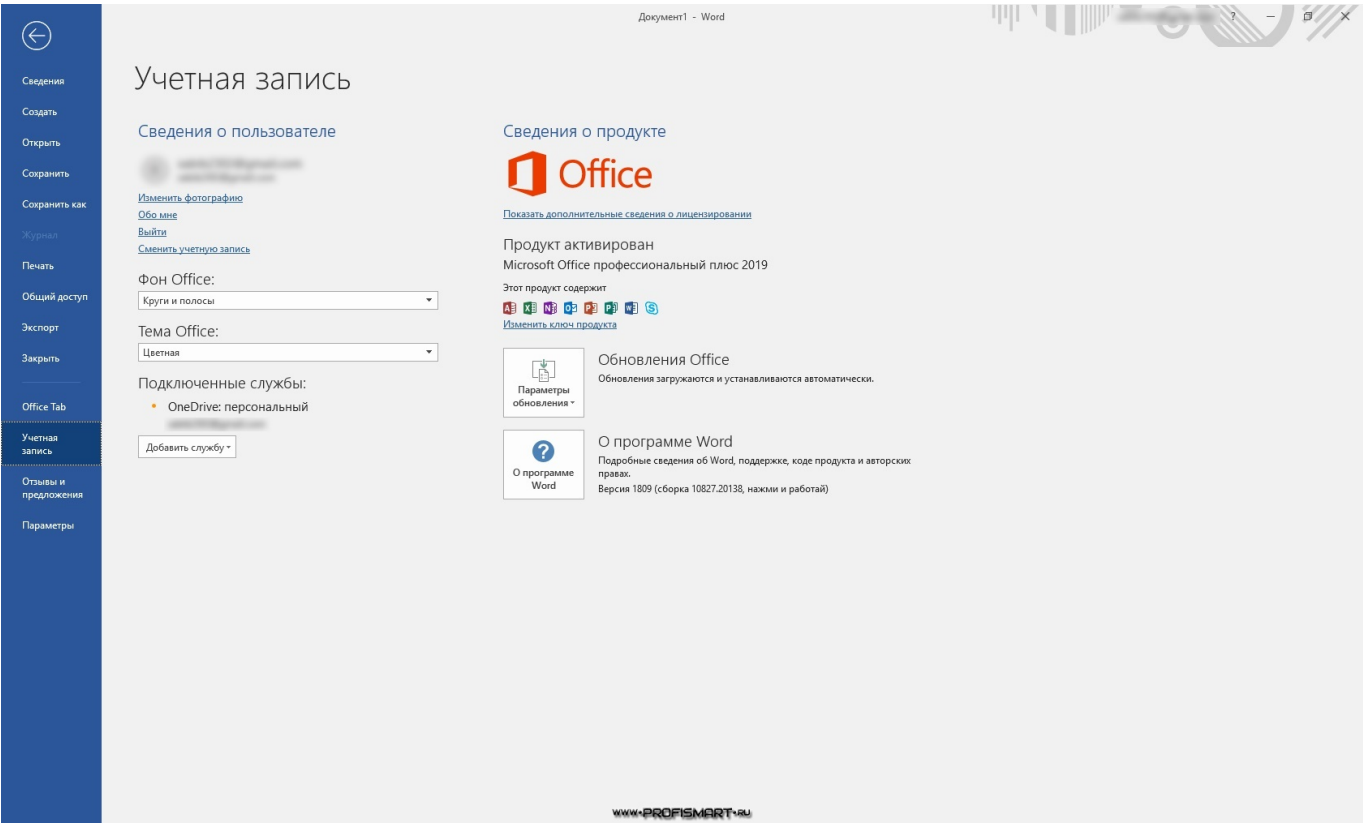 Документ1 - Word
?
Сведения
Создать
Открыть
Сохранить
Сохранить как
Журнал
Печать
Общий доступ
Экспорт
Закрыть
Office Tab
Учетная
запись
Отзывы и
предложения
Параметры
Учетная запись
Сведения о пользователе
Изменить фотографию
Обо мне
Выйти
Сменить учетную запись
Фон Office:
Круги и полосы
Тема Office:
Цветная
Подключенные службы:
• OneDrive: персональный
Добавить службу
Сведения о продукте
Office
Показать дополнительные сведения о лицензировании
Продукт активирован
Microsoft Office профессиональный плюс 2019
Этот продукт содержит
Изменить ключ продукта
Параметры
обновления
Обновления Office
Обновления загружаются и устанавливаются автоматически.
О программе
Word
О программе Word
Подробные сведения об Word, поддержке, коде продукта и авторских
правах.
Версия 1809 (сборка 10827.20138, нажми и работай)
WWW.PROFISMART.RU